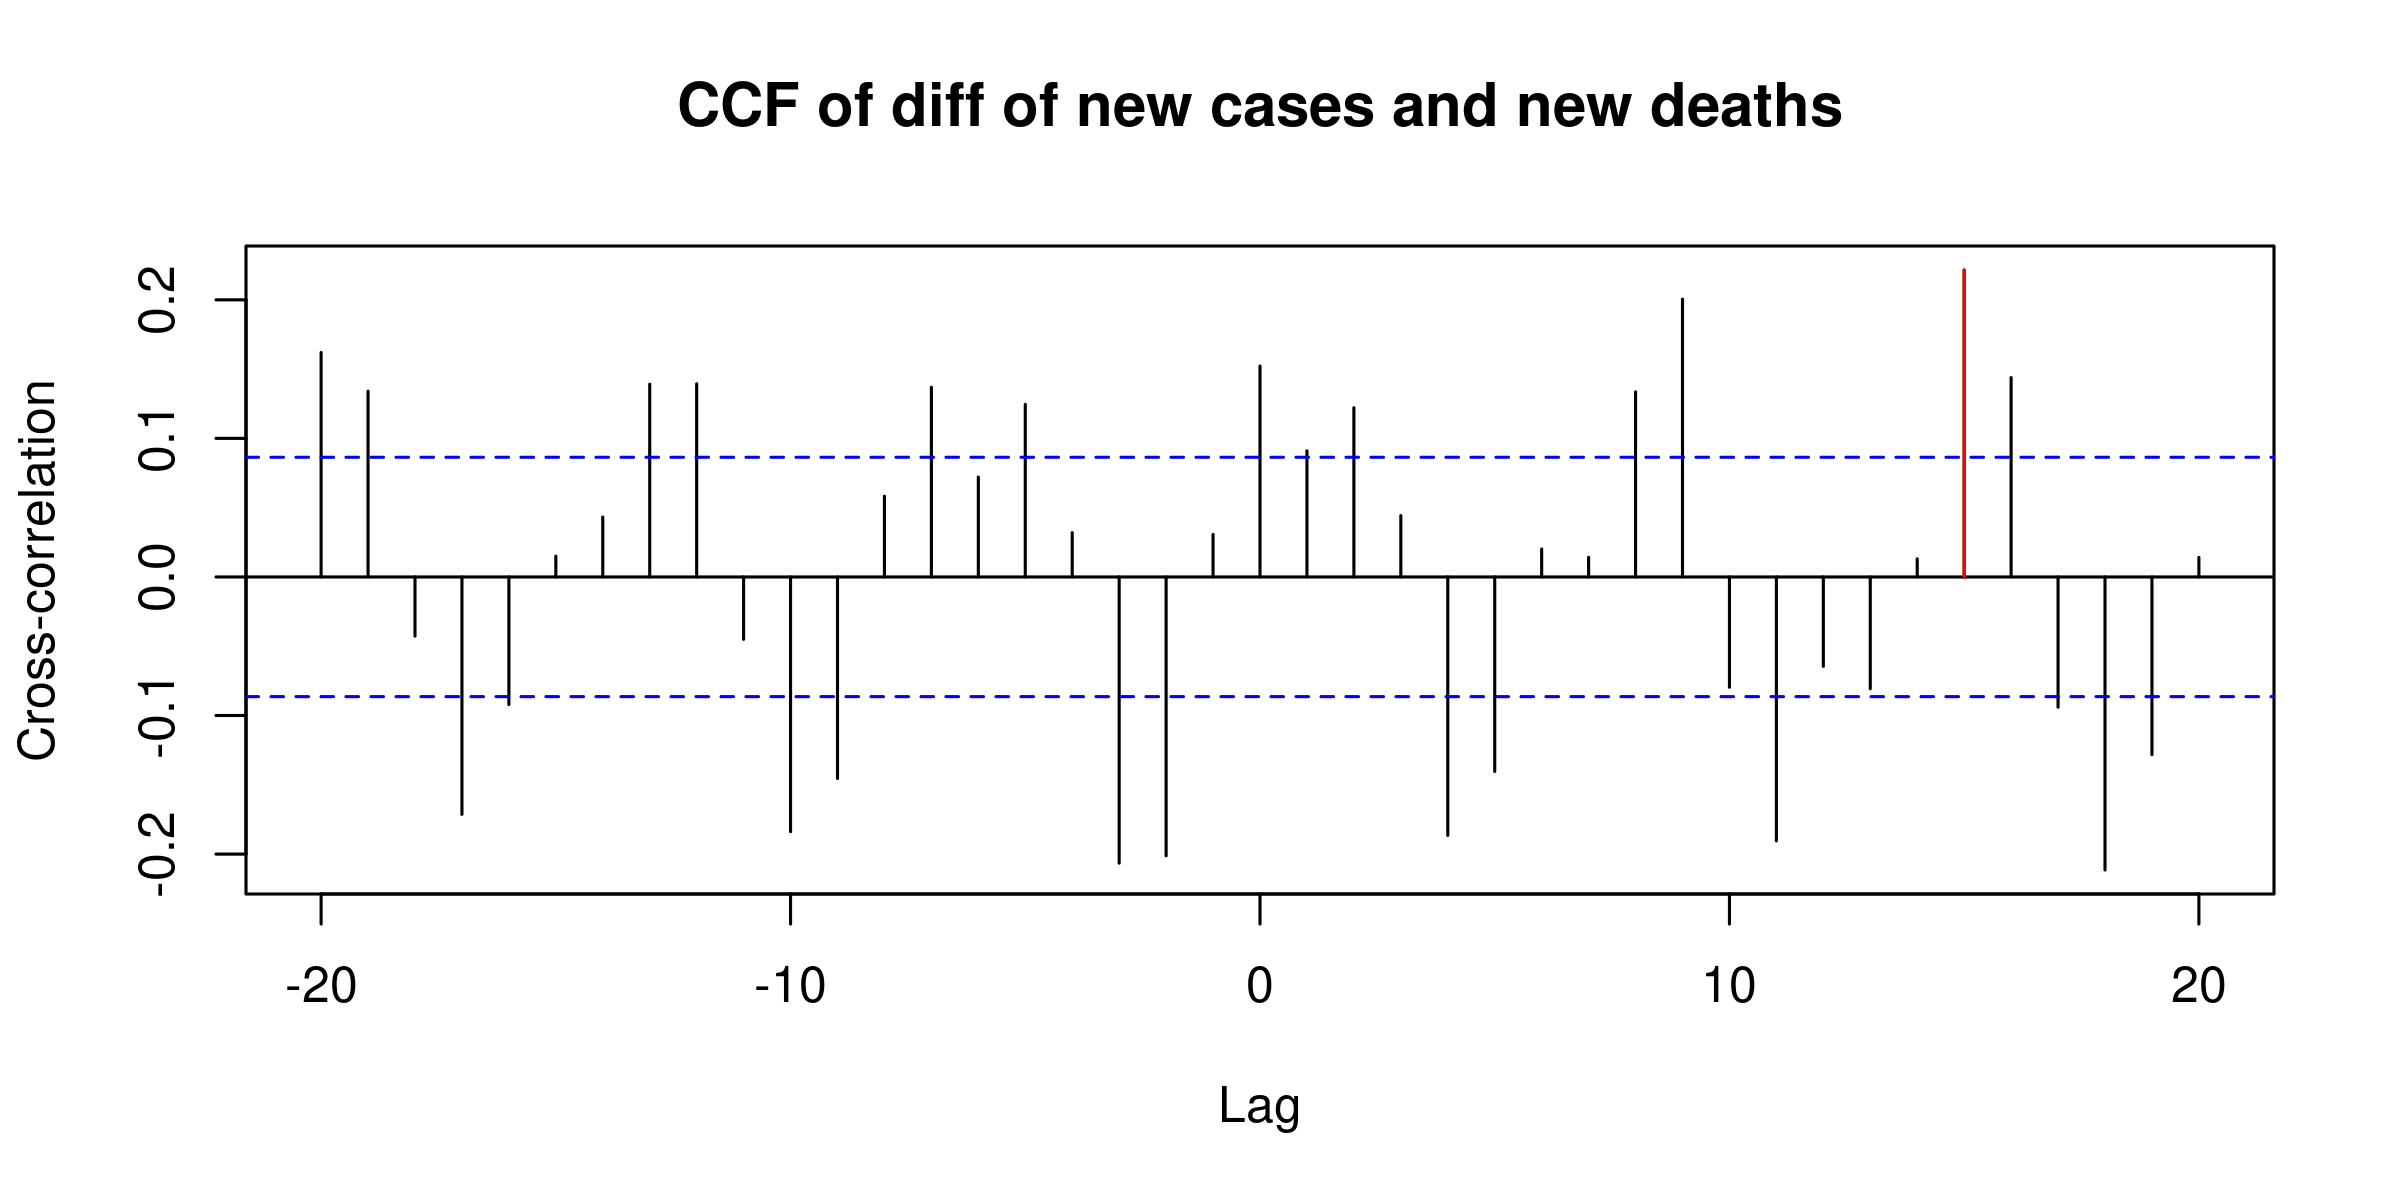 CCF of diff of new cases and new deaths
Cross-correlation
0.2
0.1
0.0
-0.1
-0.2
-20 -10 0 10 20
Lag